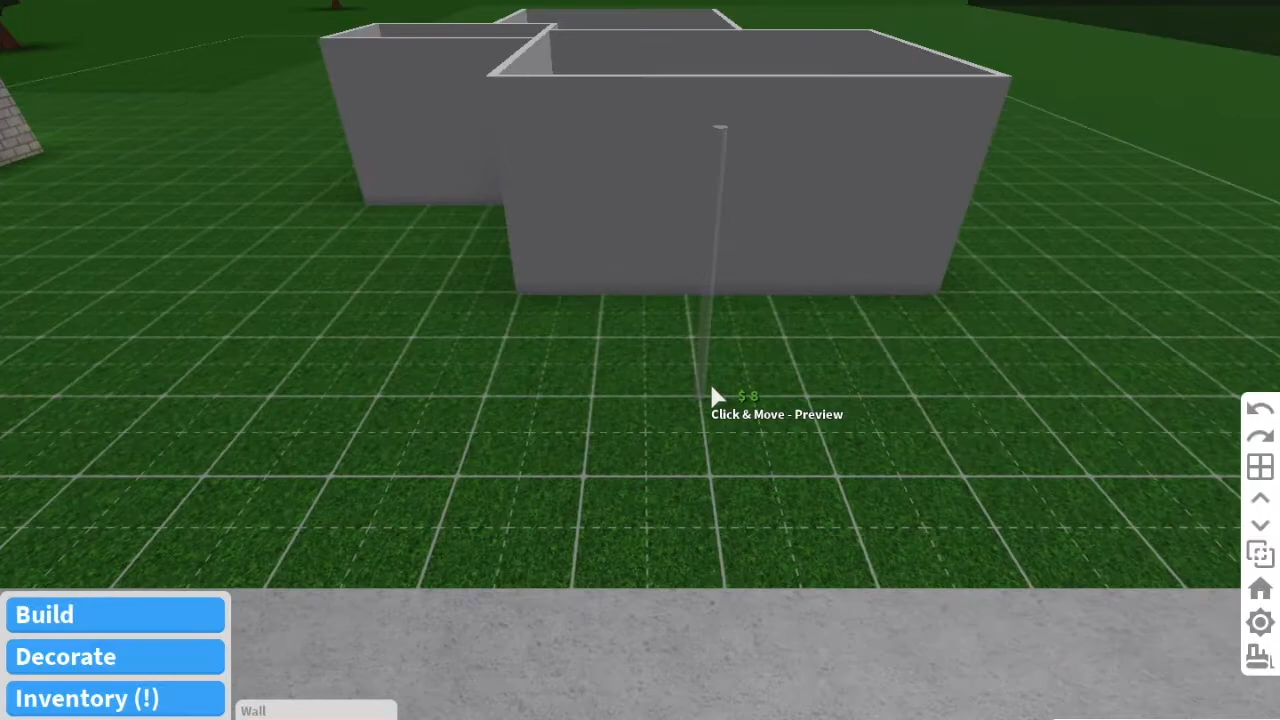 $ 8
Click & Move - Preview
Build
Decorate
Inventory (!)
Wall